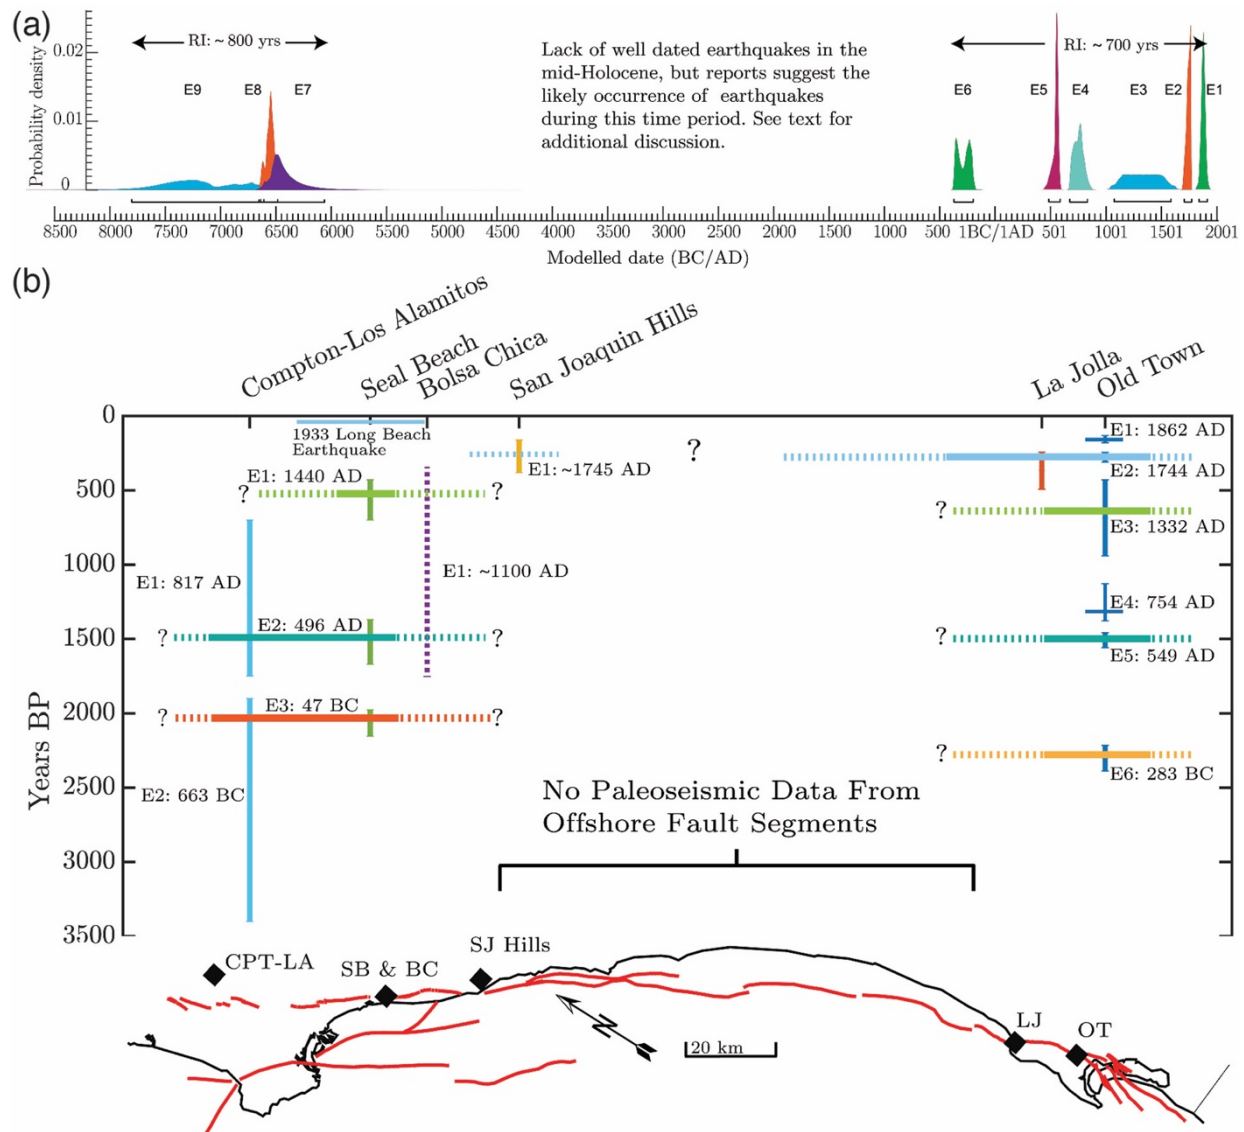 (a)
RI: ~ 800 yrs
Lack of well dated earthquakes in the
mid-Holocene, but reports suggest the
likely occurrence of earthquakes
during this time period. See text for
additional discussion.
RI: ~ 700 yrs
Probability density
0.02
0.01
0
E9
E8
E7
E6
E5
E4
E3
E2
E1
8500 8000 7500 7000 6500 6000 5500 5000 4500 4000 3500 3000 2500 2000 1500 1000 500 1BC/1AD 501 1001 1501 2001
Modelled date (BC/AD)
(b)
Compton-Los Alamitos
Seal Beach
Bolsa Chica
San Joaquin Hills
La Jolla
Old Town
Years BP
0
500
1000
1500
2000
2500
3000
3500
1933 Long Beach
Earthquake
E1: 1440 AD
?
?
E1: ~1745 AD
?
E1: 1862 AD
E2: 1744 AD
?
E3: 1332 AD
E1: 817 AD
E1: ~1100 AD
E4: 754 AD
?
E2: 496 AD
?
?
E5: 549 AD
?
E3: 47 BC
?
?
E6: 283 BC
E2: 663 BC
No Paleoseismic Data From
Offshore Fault Segments
CPT-LA
SB & BC
SJ Hills
N
20 km
LJ
OT